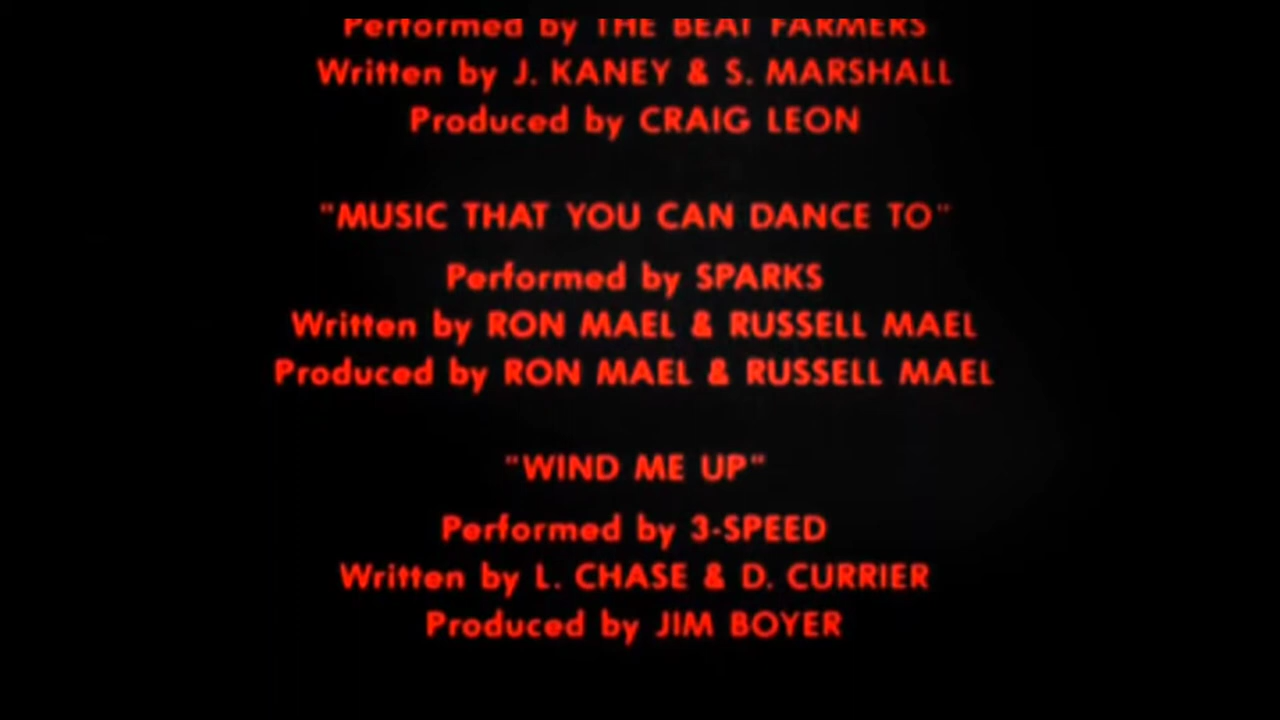 Performed by THE BEAT FARMERS
Written by J. KANEY & S. MARSHALL
Produced by CRAIG LEON
"MUSIC THAT YOU CAN DANCE TO"
Performed by SPARKS
Written by RON MAEL & RUSSELL MAEL
Produced by RON MAEL & RUSSELL MAEL
"WIND ME UP"
Performed by 3-SPEED
Written by L. CHASE & D. CURRIER
Produced by JIM BOYER